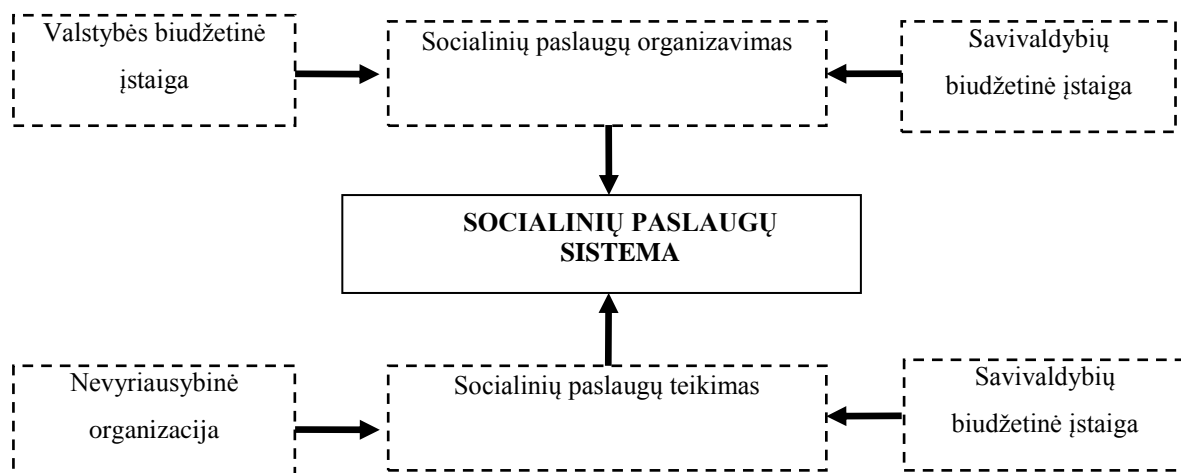 Valstybės biudžetinė
įstaiga
Socialinių paslaugų organizavimas
Savivaldybių
biudžetinė įstaiga
SOCIALINIŲ PASLAUGŲ
SISTEMA
Nevyriausybinė
organizacija
Socialinių paslaugų teikimas
Savivaldybių
biudžetinė įstaiga